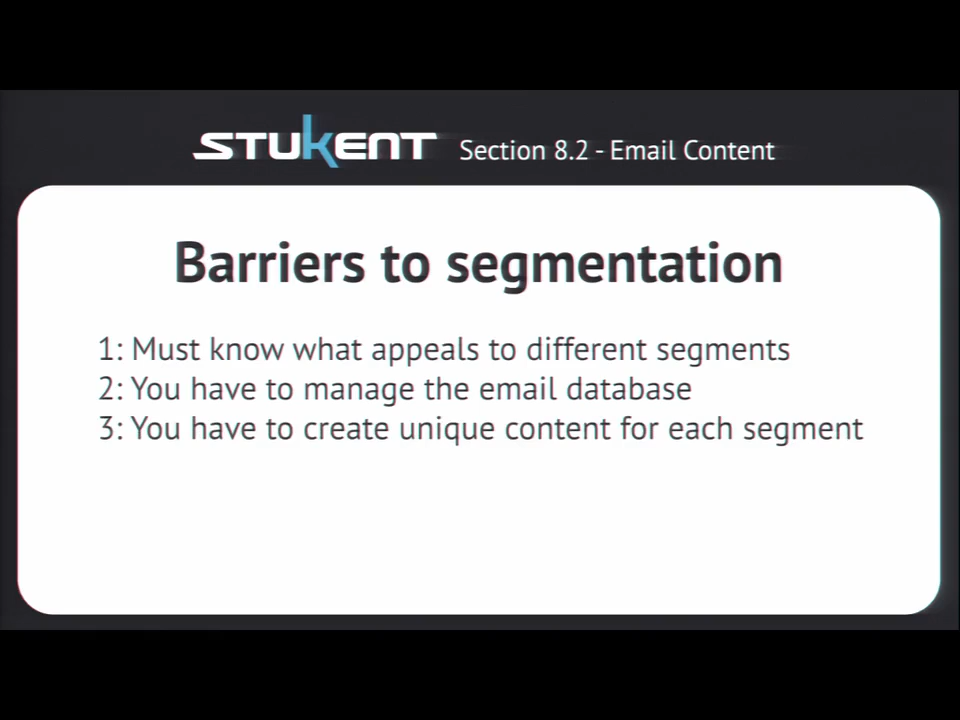 STUKENT Section 8.2 - Email Content
Barriers to segmentation
1: Must know what appeals to different segments
2: You have to manage the email database
3: You have to create unique content for each segment